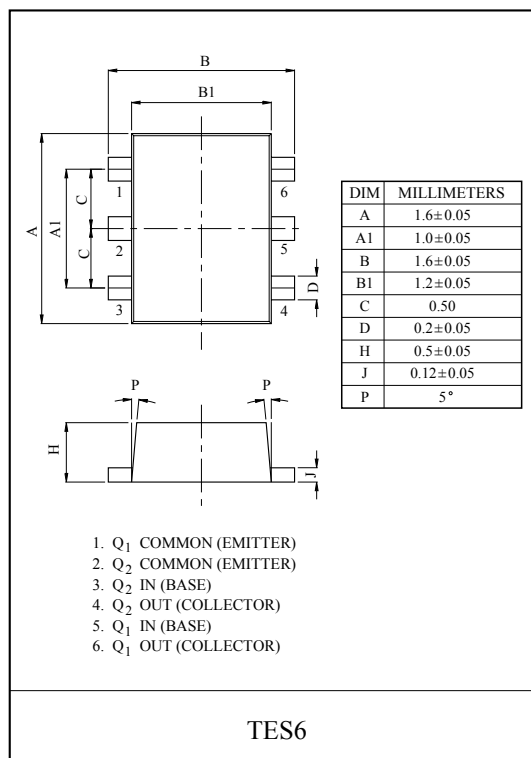 B
B1
1
6
C
A
A1
2
5
C
D
3
4
P
P
H
J
DIM MILLIMETERS
A 1.6±0.05
A1 1.0±0.05
B 1.6±0.05
B1 1.2±0.05
C 0.50
D 0.2±0.05
H 0.5±0.05
J 0.12±0.05
P 5°
1. Q1 COMMON (EMITTER)
2. Q2 COMMON (EMITTER)
3. Q2 IN (BASE)
4. Q2 OUT (COLLECTOR)
5. Q1 IN (BASE)
6. Q1 OUT (COLLECTOR)
TES6